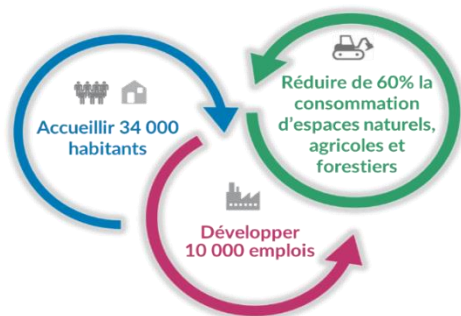 Accueillir 34 000
habitants
Réduire de 60% la
consommation
d'espaces naturels,
agricoles et
forestiers
Développer
10 000 emplois